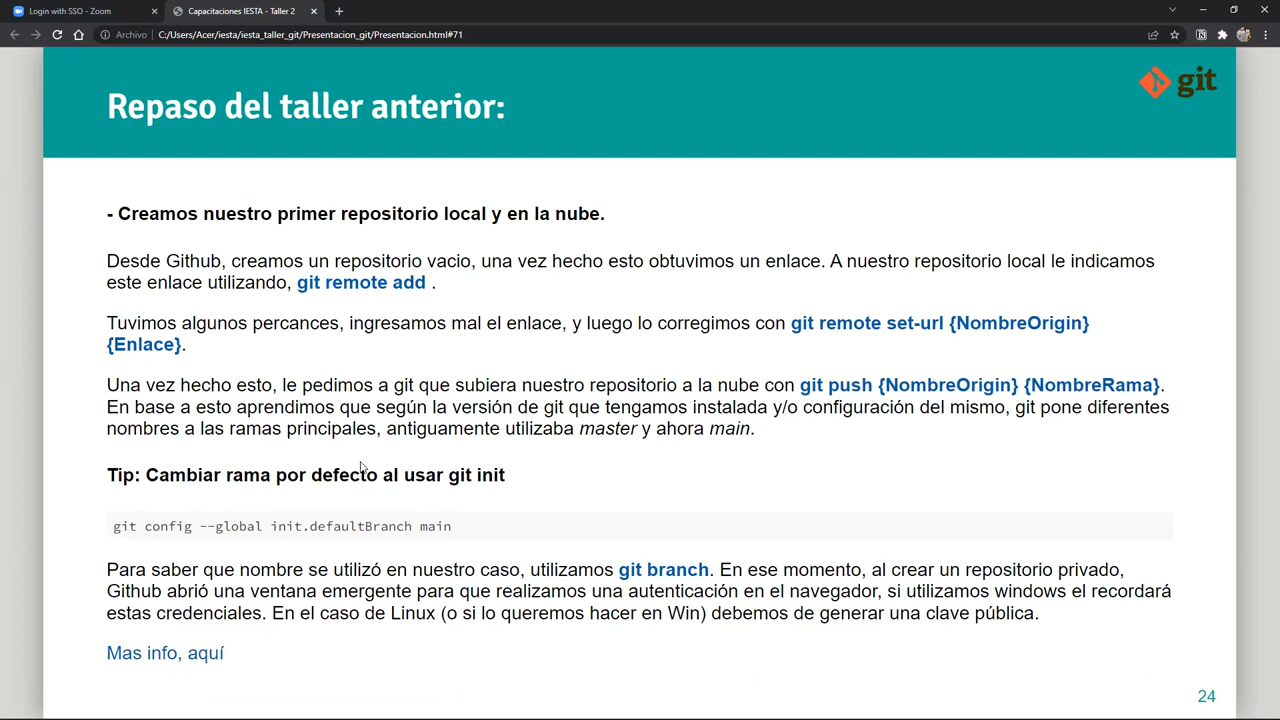 Login with SSO - Zoom
Capacitaciones IESTA - Taller 2
Archivo
C:/Users/Acer/iesta/iesta_taller_git/Presentacion_git/Presentacion.html#71
git
Repaso del taller anterior:
- Creamos nuestro primer repositorio local y en la nube.
Desde Github, creamos un repositorio vacio, una vez hecho esto obtuvimos un enlace. A nuestro repositorio local le indicamos
este enlace utilizando, git remote add .
Tuvimos algunos percances, ingresamos mal el enlace, y luego lo corregimos con git remote set-url {NombreOrigin}
{Enlace}.
Una vez hecho esto, le pedimos a git que subiera nuestro repositorio a la nube con git push {NombreOrigin} {NombreRama}.
En base a esto aprendimos que según la versión de git que tengamos instalada y/o configuración del mismo, git pone diferentes
nombres a las ramas principales, antiguamente utilizaba master y ahora main.
Tip: Cambiar rama por defecto al usar git init
git config --global init.defaultBranch main
Para saber que nombre se utilizó en nuestro caso, utilizamos git branch. En ese momento, al crear un repositorio privado,
Github abrió una ventana emergente para que realizamos una autenticación en el navegador, si utilizamos windows el recordará
estas credenciales. En el caso de Linux (o si lo queremos hacer en Win) debemos de generar una clave pública.
Mas info, aquí
24